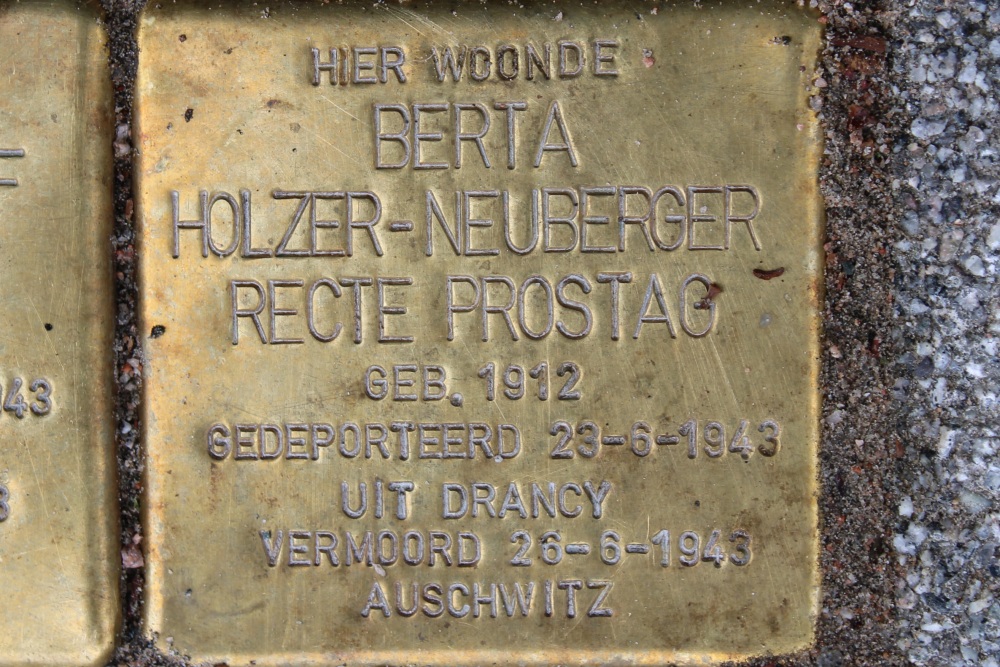 HIER WOONDE
BERTA
HOLZER-NEUBERGER
RECTE PROSTAG
GEB. 1912
GEDEPORTEERD 23-6-1943
UIT DRANCY
VERMOORD 26-6-1943
AUSCHWITZ